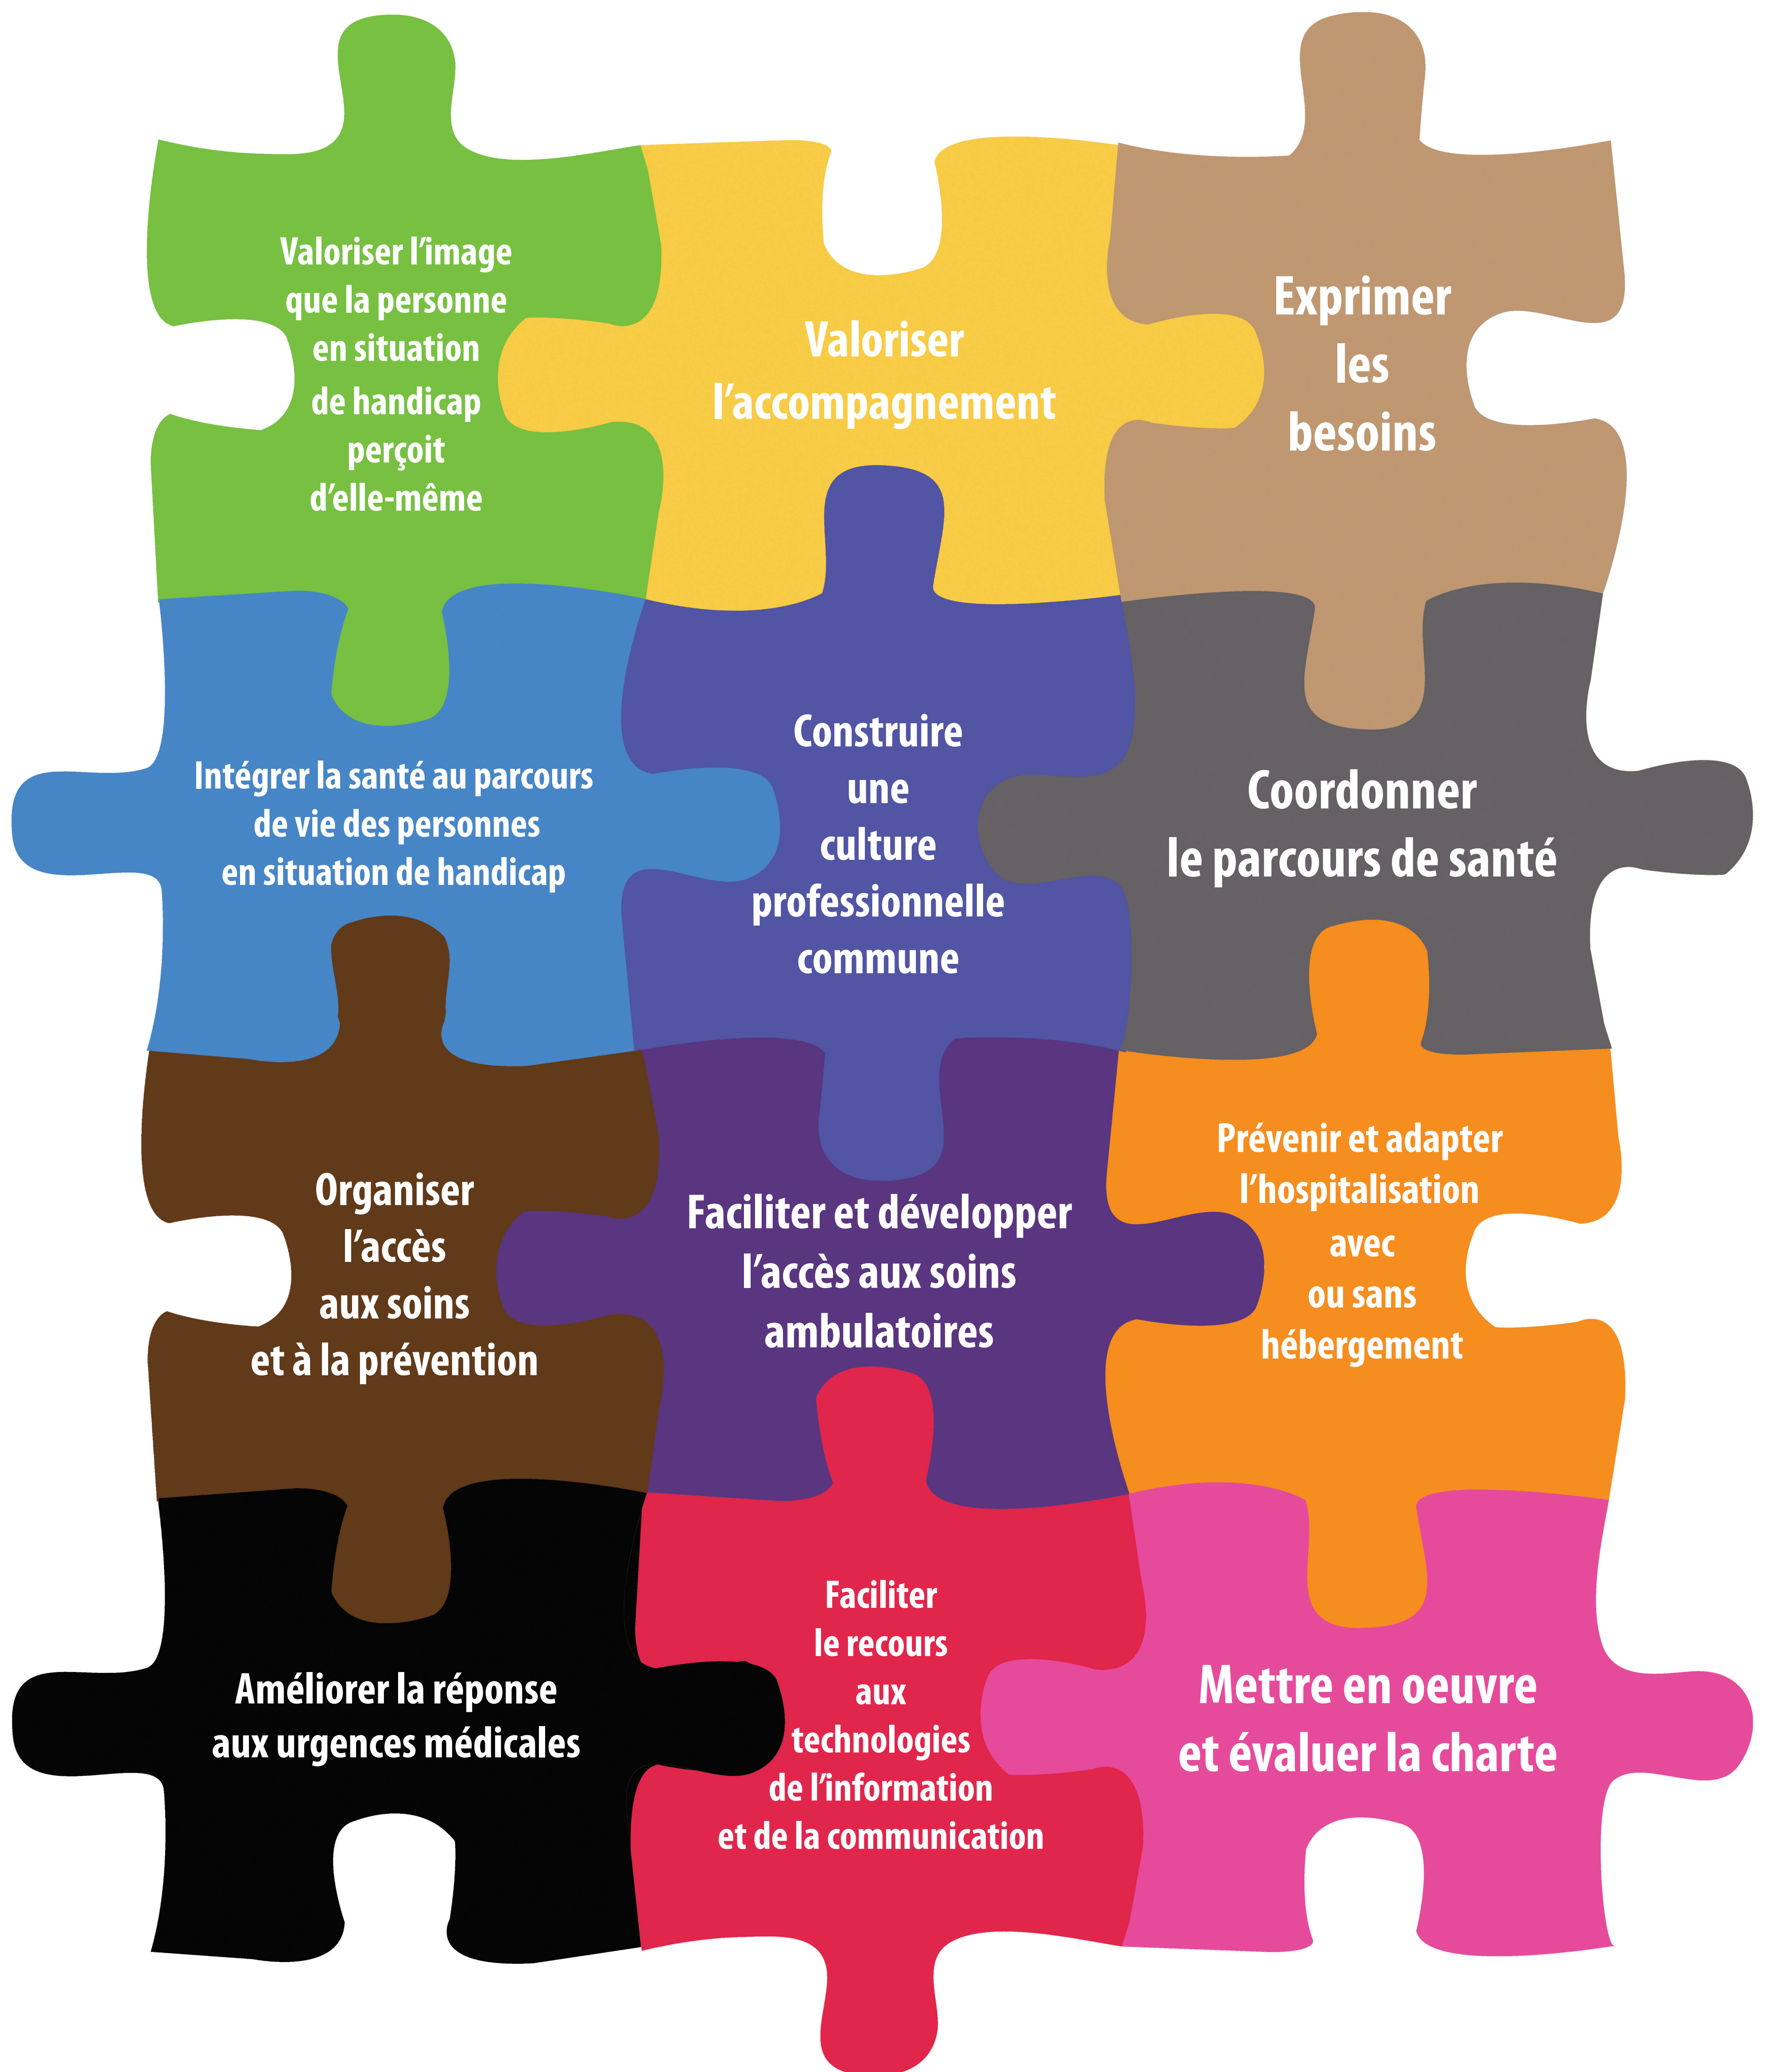 Valoriser l'image
que la personne
en situation
de handicap
perçoit
d'elle-même
Valoriser
l'accompagnement
Exprimer
les
besoins
Intégrer la santé au parcours
de vie des personnes
en situation de handicap
Construire
une
culture
professionnelle
commune
Coordonner
le parcours de santé
Organiser
l'accès
aux soins
et à la prévention
Faciliter et développer
l'accès aux soins
ambulatoires
Prévenir et adapter
l'hospitalisation
avec
ou sans
hébergement
Améliorer la réponse
aux urgences médicales
Faciliter
le recours
aux
technologies
de l'information
et de la communication
Mettre en oeuvre
et évaluer la charte